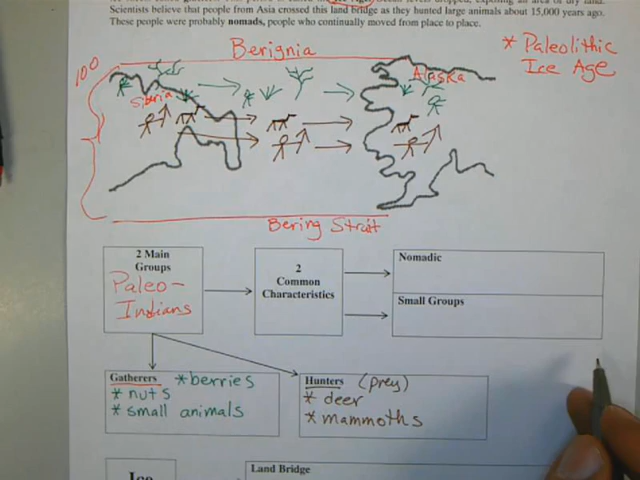 Scientists believe that people from Asia crossed this land bridge as they hunted large animals about 15,000 years ago.
These people were probably nomads, people who continually moved from place to place.
Berignia
* Paleolithic
Ice Age
100
Siberia
Alaska
Bering Strait
2 Main
Groups
Paleo-
Indians
2
Common
Characteristics
Nomadic
Small Groups
Gatherers *berries
* nuts
* small animals
Hunters (prey)
* deer
* mammoths
Ice
Land Bridge